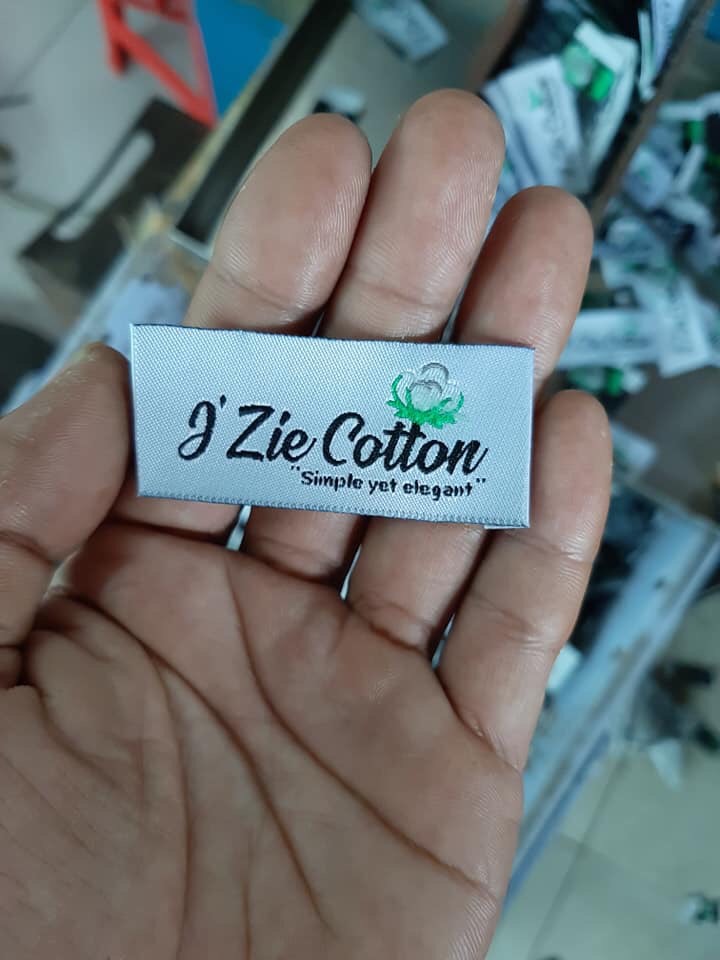 J' Zie Cotton
"Simple yet elegant"